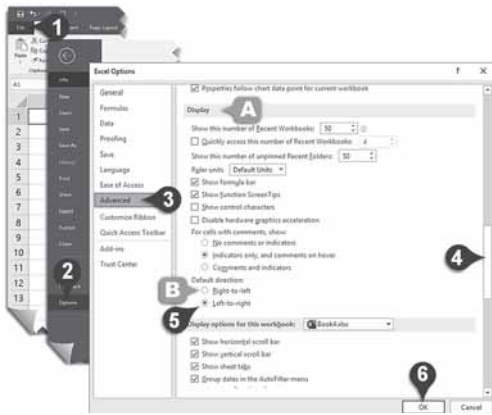 File
Page Layout
1
Paste
Clipboard
A1
Info
New
Open
Save
Save As
Print
Share
Export
Publish
Close
2
Options
1
2
3
4
5
6
7
8
9
10
11
12
13
Excel Options
?
X
General
Formulas
Data
Proofing
Save
Language
Ease of Access
Advanced
3
Customize Ribbon
Quick Access Toolbar
Add-ins
Trust Center
Properties follow chart data point for current workbook
Display
A
Show this number of Recent Workbooks: 50
Quickly access this number of Recent Workbooks: 4
Show this number of unpinned Recent Folders: 50
Ruler units Default Units
Show formula bar
Show function ScreenTips
Show control characters
Disable hardware graphics acceleration
For cells with comments, show:
No comments or indicators
Indicators only, and comments on hover
Comments and indicators
4
Default direction:
B
Right-to-left
5
Left-to-right
Display options for this workbook: Book4.xlsx
Show horizontal scroll bar
Show vertical scroll bar
Show sheet tabs
Group dates in the AutoFilter menu
6
OK
Cancel